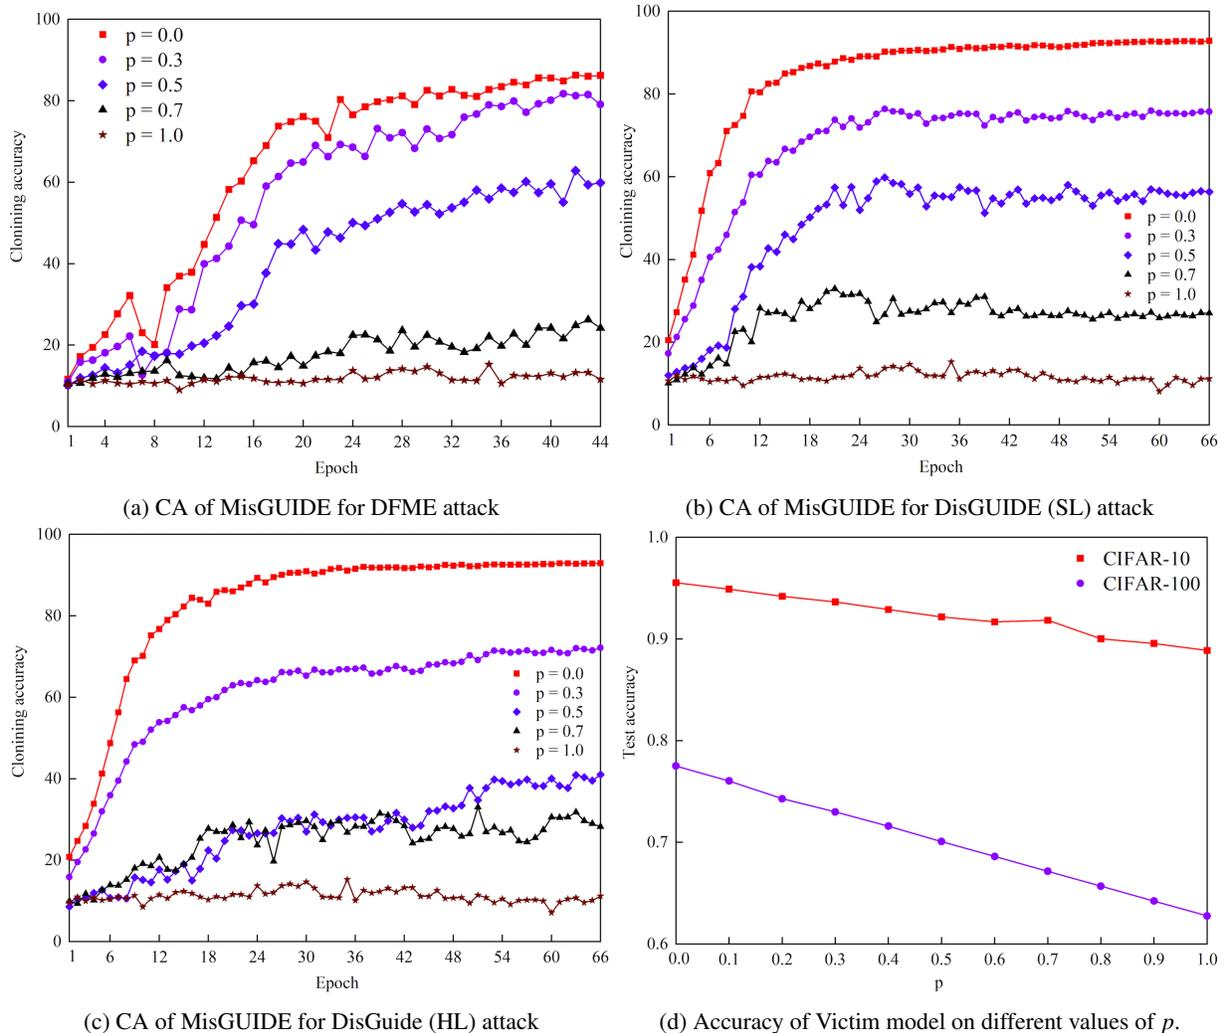 100
80
60
40
20
0
Clonining accuracy
p = 0.0
p = 0.3
p = 0.5
p = 0.7
p = 1.0
1 4 8 12 16 20 24 28 32 36 40 44
Epoch
(a) CA of MisGUIDE for DFME attack
100
80
60
40
20
0
Clonining accuracy
p = 0.0
p = 0.3
p = 0.5
p = 0.7
p = 1.0
1 6 12 18 24 30 36 42 48 54 60 66
Epoch
(b) CA of MisGUIDE for DisGUIDE (SL) attack
100
80
60
40
20
0
Clonining accuracy
p = 0.0
p = 0.3
p = 0.5
p = 0.7
p = 1.0
1 6 12 18 24 30 36 42 48 54 60 66
Epoch
(c) CA of MisGUIDE for DisGuide (HL) attack
1.0
0.9
0.8
0.7
0.6
Test accuracy
CIFAR-10
CIFAR-100
0.0 0.1 0.2 0.3 0.4 0.5 0.6 0.7 0.8 0.9 1.0
p
(d) Accuracy of Victim model on different values of p.